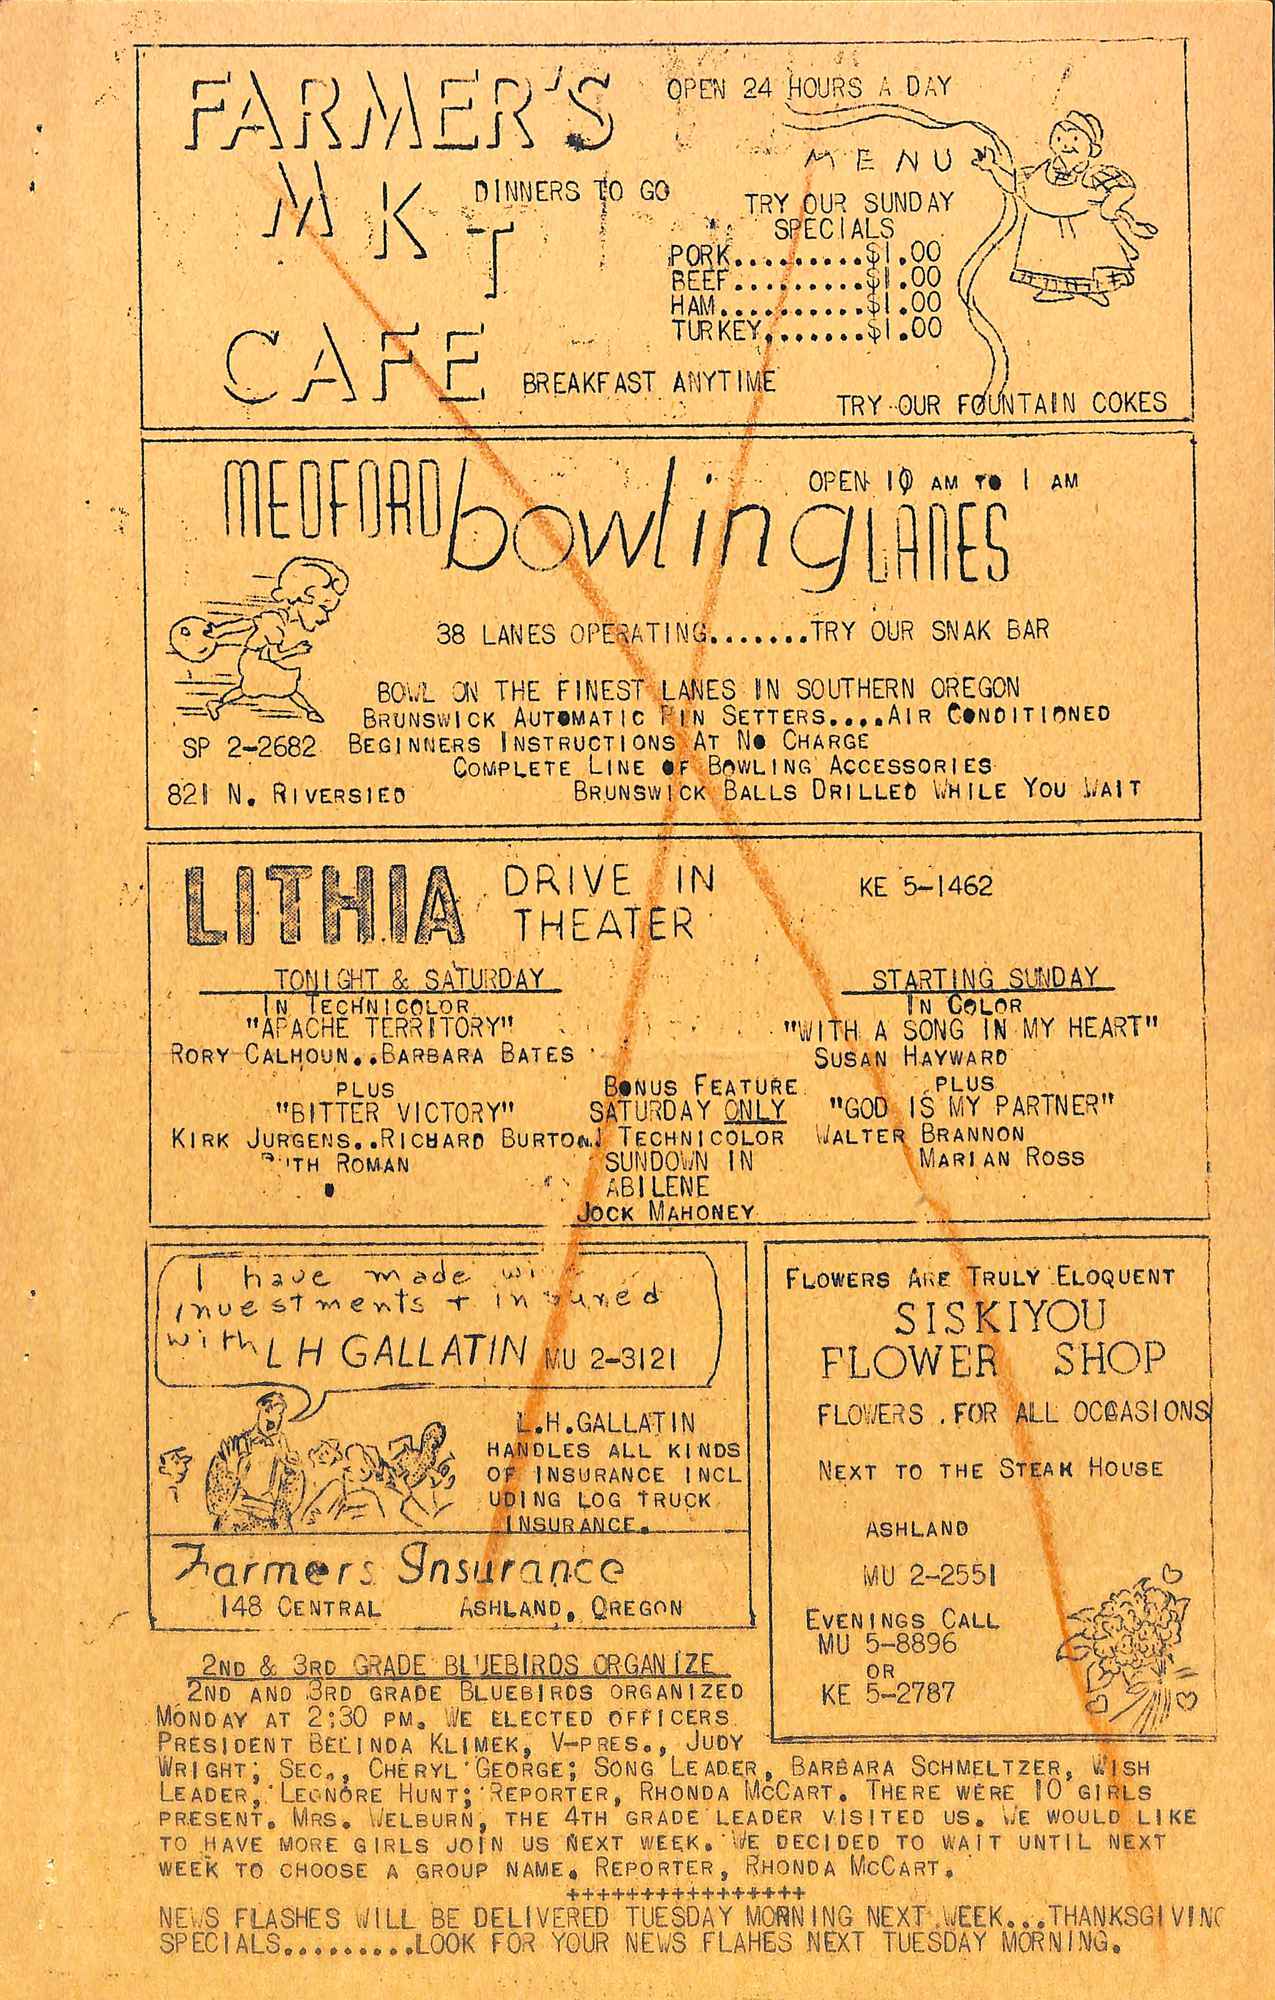 FARMER'S
MKT
CAFE
OPEN 24 HOURS A DAY
DINNERS TO GO
MENU
TRY OUR SUNDAY
SPECIALS
PORK.........$1.00
BEEF.........$1.00
HAM..........$1.00
TURKEY.......$1.00
BREAKFAST ANYTIME
TRY OUR FOUNTAIN COKES
MEDFORD bowling LANES
OPEN 10 AM TO 1 AM
38 LANES OPERATING.......TRY OUR SNAK BAR
BOWL ON THE FINEST LANES IN SOUTHERN OREGON
BRUNSWICK AUTOMATIC PIN SETTERS....AIR CONDITIONED
SP 2-2682 BEGINNERS INSTRUCTIONS AT NO CHARGE
COMPLETE LINE OF BOWLING ACCESSORIES
821 N. RIVERSIED BRUNSWICK BALLS DRILLED WHILE YOU WAIT
LITHIA DRIVE IN
THEATER
KE 5-1462
TONIGHT & SATURDAY
IN TECHNICOLOR
"APACHE TERRITORY"
RORY CALHOUN..BARBARA BATES
PLUS
"BITTER VICTORY"
KIRK JURGENS..RICHARD BURTON
RUTH ROMAN
BONUS FEATURE
SATURDAY ONLY
TECHNICOLOR
SUNDOWN IN
ABILENE
JOCK MAHONEY
STARTING SUNDAY
IN COLOR
"WITH A SONG IN MY HEART"
SUSAN HAYWARD
PLUS
"GOD IS MY PARTNER"
WALTER BRANNON
MARIAN ROSS
I have made
investments + insured
with L H GALLATIN MU 2-3121
L.H.GALLATIN
HANDLES ALL KINDS
OF INSURANCE INCL
UDING LOG TRUCK
INSURANCE.
Farmers Insurance
148 CENTRAL ASHLAND, OREGON
FLOWERS ARE TRULY ELOQUENT
SISKIYOU
FLOWER SHOP
FLOWERS .FOR ALL OCCASIONS
NEXT TO THE STEAK HOUSE
ASHLAND
MU 2-2551
EVENINGS CALL
MU 5-8896
OR
KE 5-2787
2ND & 3RD GRADE BLUEBIRDS ORGANIZE
2ND AND 3RD GRADE BLUEBIRDS ORGANIZED
MONDAY AT 2:30 PM. WE ELECTED OFFICERS
PRESIDENT BELINDA KLIMEK, V-PRES., JUDY
WRIGHT; SEC., CHERYL GEORGE; SONG LEADER, BARBARA SCHMELTZER, WISH
LEADER, LEONORE HUNT; REPORTER, RHONDA MCCART. THERE WERE 10 GIRLS
PRESENT. MRS. WELBURN, THE 4TH GRADE LEADER VISITED US. WE WOULD LIKE
TO HAVE MORE GIRLS JOIN US NEXT WEEK. WE DECIDED TO WAIT UNTIL NEXT
WEEK TO CHOOSE A GROUP NAME. REPORTER, RHONDA MCCART.
++++++++++++++++
NEWS FLASHES WILL BE DELIVERED TUESDAY MORNING NEXT WEEK...THANKSGIVING
SPECIALS.........LOOK FOR YOUR NEWS FLAHES NEXT TUESDAY MORNING.